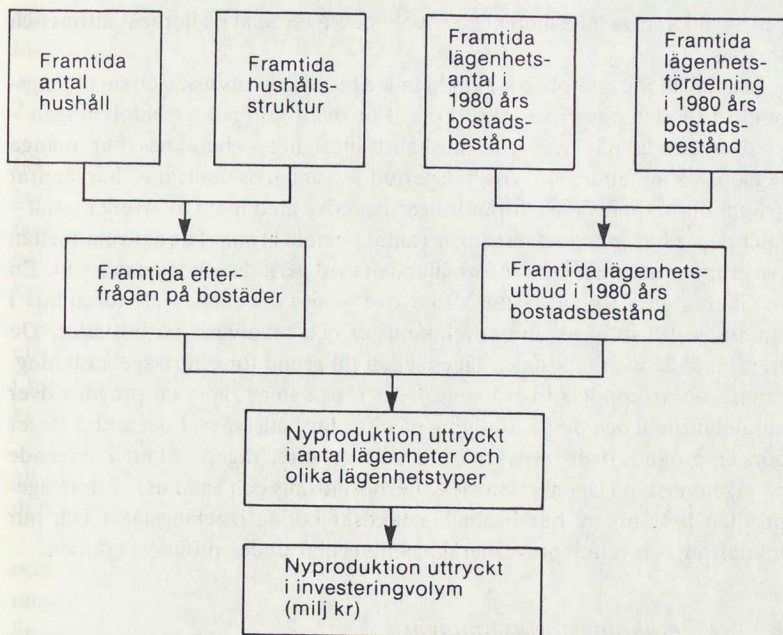 Framtida
antal
hushåll
Framtida
hushålls-
struktur
Framtida
lägenhets-
antal i
1980 års
bostads-
bestånd
Framtida
lägenhets-
fördelning
i 1980 års
bostads-
bestånd
Framtida efter-
frågan på bostäder
Framtida lägenhets-
utbud i 1980 års
bostadsbestånd
Nyproduktion uttryckt
i antal lägenheter och
olika lägenhetstyper
Nyproduktion uttryckt
i investeringvolym
(milj kr)